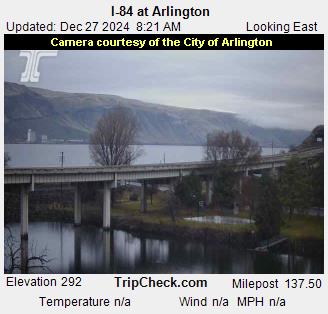 I-84 at Arlington
Updated: Dec 27 2024 8:21 AM Looking East
Camera courtesy of the City of Arlington
Elevation 292 TripCheck.com Milepost 137.50
Temperature n/a Wind n/a MPH n/a